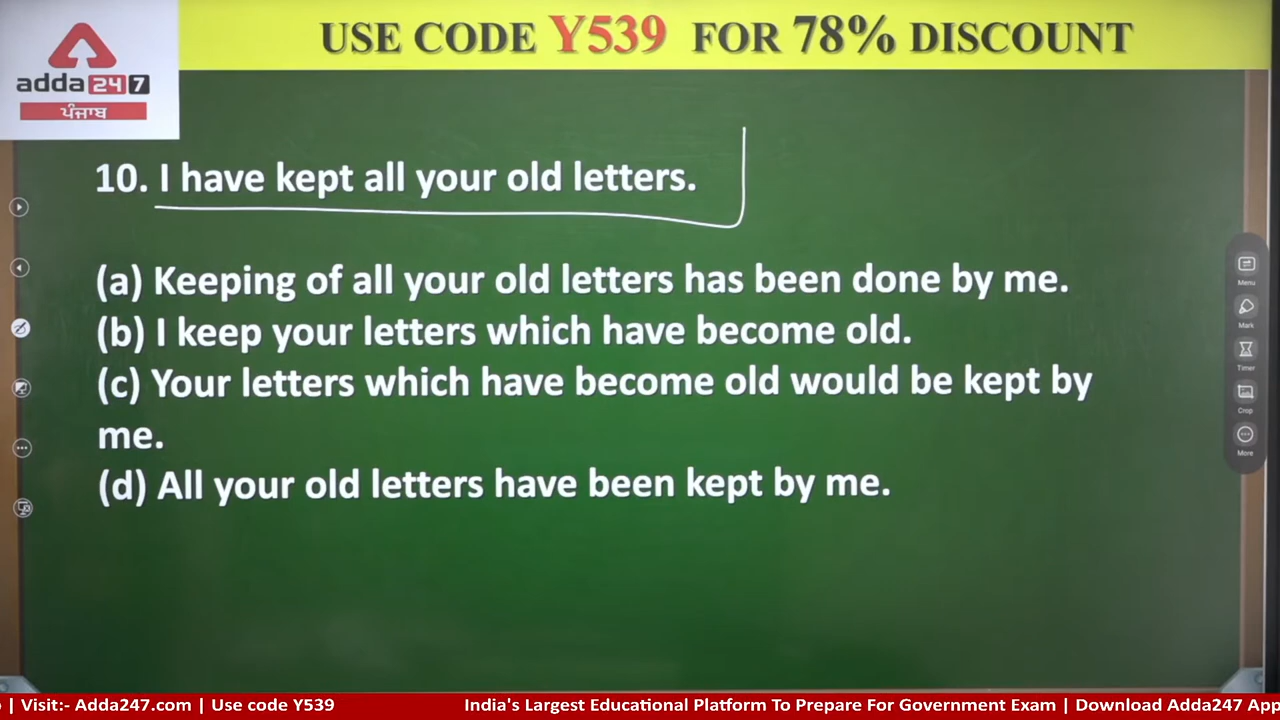 USE CODE Y539 FOR 78% DISCOUNT
adda 247
ਪੰਜਾਬ
10. I have kept all your old letters.
(a) Keeping of all your old letters has been done by me.
(b) I keep your letters which have become old.
(c) Your letters which have become old would be kept by
me.
(d) All your old letters have been kept by me.
Menu
Mark
Timer
Crop
More
| Visit:- Adda247.com | Use code Y539
India's Largest Educational Platform To Prepare For Government Exam | Download Adda247 App